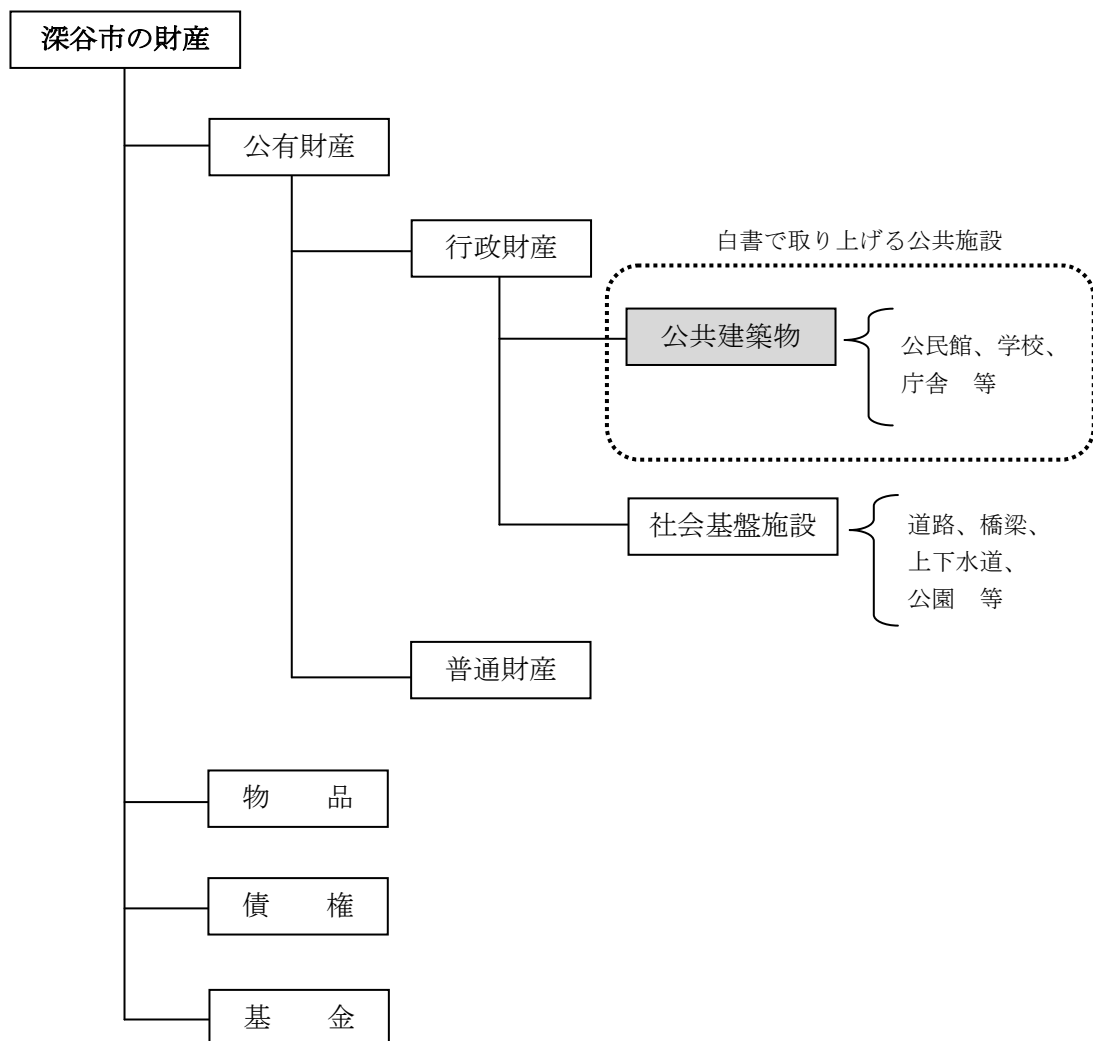 深谷市の財産
公有財産
行政財産
白書で取り上げる公共施設
公共建築物
公民館、学校、
庁舎　等
社会基盤施設
道路、橋梁、
上下水道、
公園　等
普通財産
物　　品
債　　権
基　　金